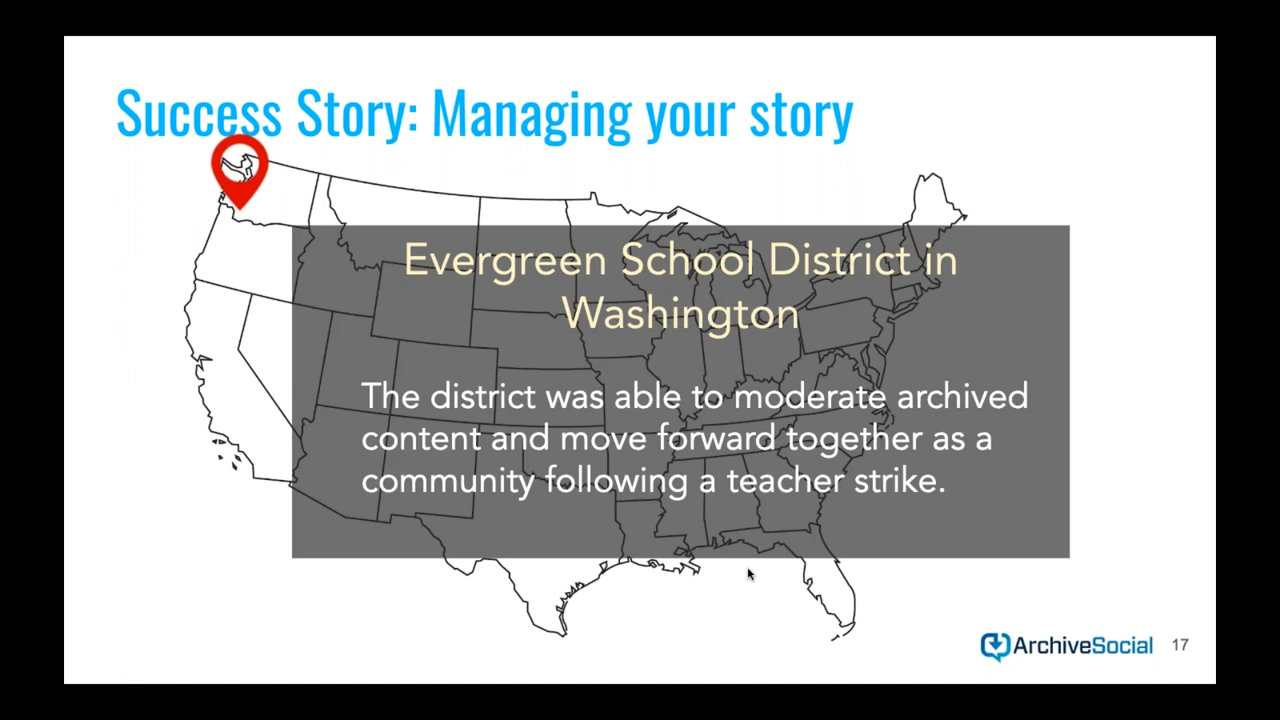 Success Story: Managing your story
Evergreen School District in
Washington
The district was able to moderate archived
content and move forward together as a
community following a teacher strike.
ArchiveSocial
17